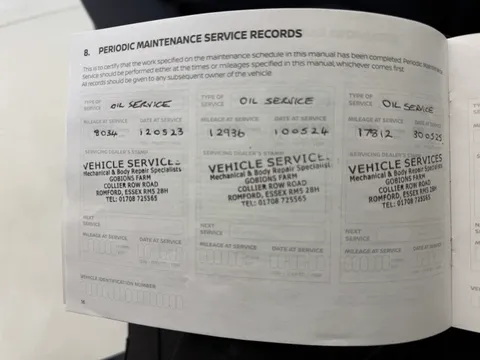 8. PERIODIC MAINTENANCE SERVICE RECORDS
This is to certify that the work specified on the maintenance schedule in this manual has been completed. Periodic Maintenance
Service should be performed either at the times or mileages specified in this manual, whichever comes first.
All records should be given to any subsequent owner of the vehicle.
TYPE OF SERVICE OIL SERVICE
MILEAGE AT SERVICE DATE AT SERVICE
8034 120523
SERVICING DEALER'S STAMP
VEHICLE SERVICE
Mechanical & Body Repair Specialists
GOBIONS FARM
COLLIER ROW ROAD
ROMFORD, ESSEX RM5 2BH
TEL: 01708 725565
NEXT SERVICE
MILEAGE AT SERVICE DATE AT SERVICE
TYPE OF SERVICE OIL SERVICE
MILEAGE AT SERVICE DATE AT SERVICE
12936 100524
SERVICING DEALER'S STAMP
VEHICLE SERVICE
Mechanical & Body Repair Specialist
GOBIONS FARM
COLLIER ROW ROAD
ROMFORD, ESSEX RM5 2BH
TEL: 01708 725565
NEXT SERVICE
MILEAGE AT SERVICE DATE AT SERVICE
TYPE OF SERVICE OIL SERVICE
MILEAGE AT SERVICE DATE AT SERVICE
17812 300525
SERVICING DEALER'S STAMP
VEHICLE SERVICES
Mechanical & Body Repair Specialists
GOBIONS FARM
COLLIER ROW ROAD
ROMFORD, ESSEX RM5 2BH
TEL: 01708 725565
NEXT SERVICE
MILEAGE AT SERVICE DATE AT SERVICE
VEHICLE IDENTIFICATION NUMBER